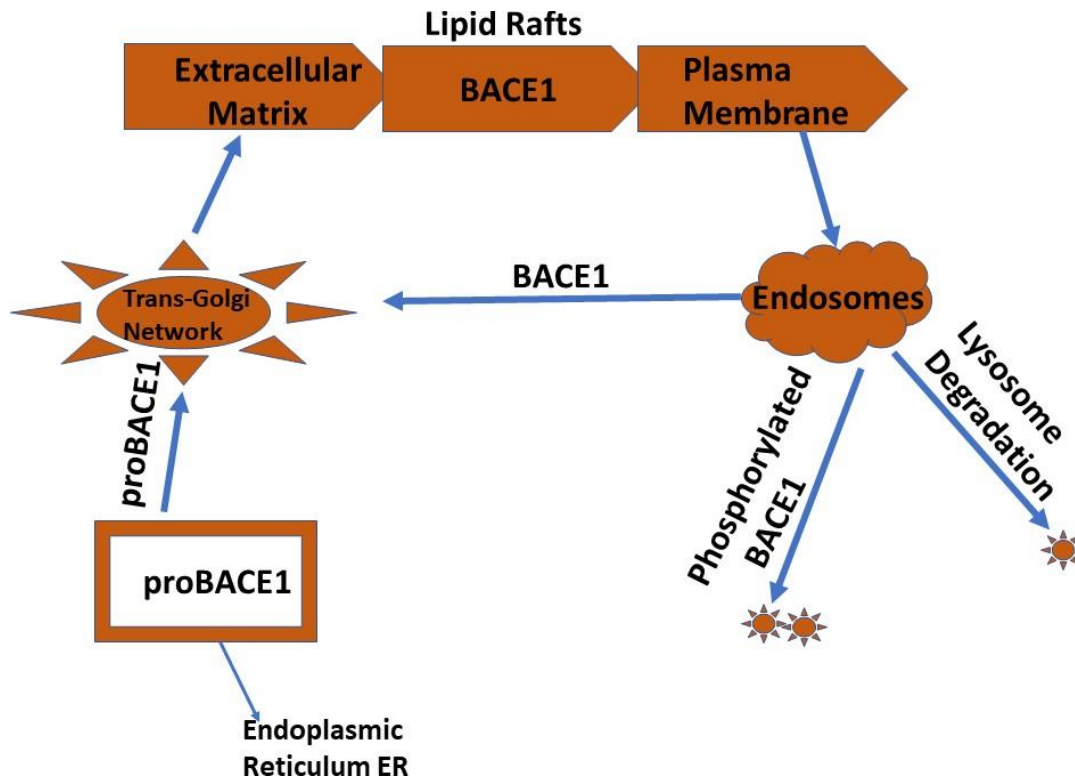 Lipid Rafts
Extracellular
Matrix
BACE1
Plasma
Membrane
Trans-Golgi
Network
BACE1
Endosomes
proBACE1
Phosphorylated
BACE1
Lysosome
Degradation
proBACE1
Endoplasmic
Reticulum ER